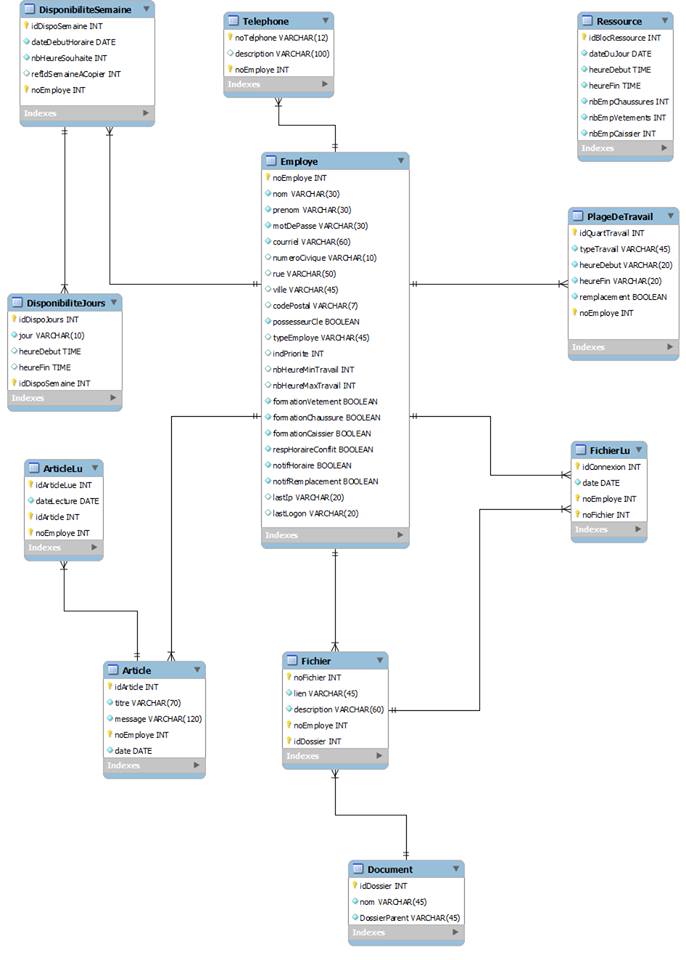 DisponibiliteSemaine
idDispoSemaine INT
dateDebutHoraire DATE
nbHeureSouhaite INT
refIdSemaineACopier INT
noEmploye INT
Indexes
Telephone
noTelphone VARCHAR(12)
description VARCHAR(100)
noEmploye INT
Indexes
Ressource
idBlocRessource INT
dateDuJour DATE
heureDebut TIME
heureFin TIME
nbEmpChaussures INT
nbEmpVetements INT
nbEmpCaissier INT
Indexes
Employe
noEmploye INT
nom VARCHAR(30)
prenom VARCHAR(30)
motDePasse VARCHAR(30)
courriel VARCHAR(60)
numeroCivique VARCHAR(10)
rue VARCHAR(50)
ville VARCHAR(45)
codePostal VARCHAR(7)
possesseurCle BOOLEAN
typeEmploye VARCHAR(45)
indPriorite INT
nbHeureMinTravail INT
nbHeureMaxTravail INT
formationVetement BOOLEAN
formationChaussure BOOLEAN
formationCaissier BOOLEAN
respHoraireConflit BOOLEAN
notifHoraire BOOLEAN
notifRemplacement BOOLEAN
lastIp VARCHAR(20)
lastLogon VARCHAR(20)
Indexes
PlageDeTravail
idQuartTravail INT
typeTravail VARCHAR(45)
heureDebut VARCHAR(20)
heureFin VARCHAR(20)
remplacement BOOLEAN
noEmploye INT
Indexes
DisponibiliteJours
idDispoJours INT
jour VARCHAR(10)
heureDebut TIME
heureFin TIME
idDispoSemaine INT
Indexes
ArticleLu
idArticleLue INT
dateLecture DATE
idArticle INT
noEmploye INT
Indexes
FichierLu
idConnexion INT
date DATE
noEmploye INT
noFichier INT
Indexes
Article
idArticle INT
titre VARCHAR(70)
message VARCHAR(120)
noEmploye INT
date DATE
Indexes
Fichier
noFichier INT
lien VARCHAR(45)
description VARCHAR(60)
noEmploye INT
idDossier INT
Indexes
Document
idDossier INT
nom VARCHAR(45)
DossierParent VARCHAR(45)
Indexes